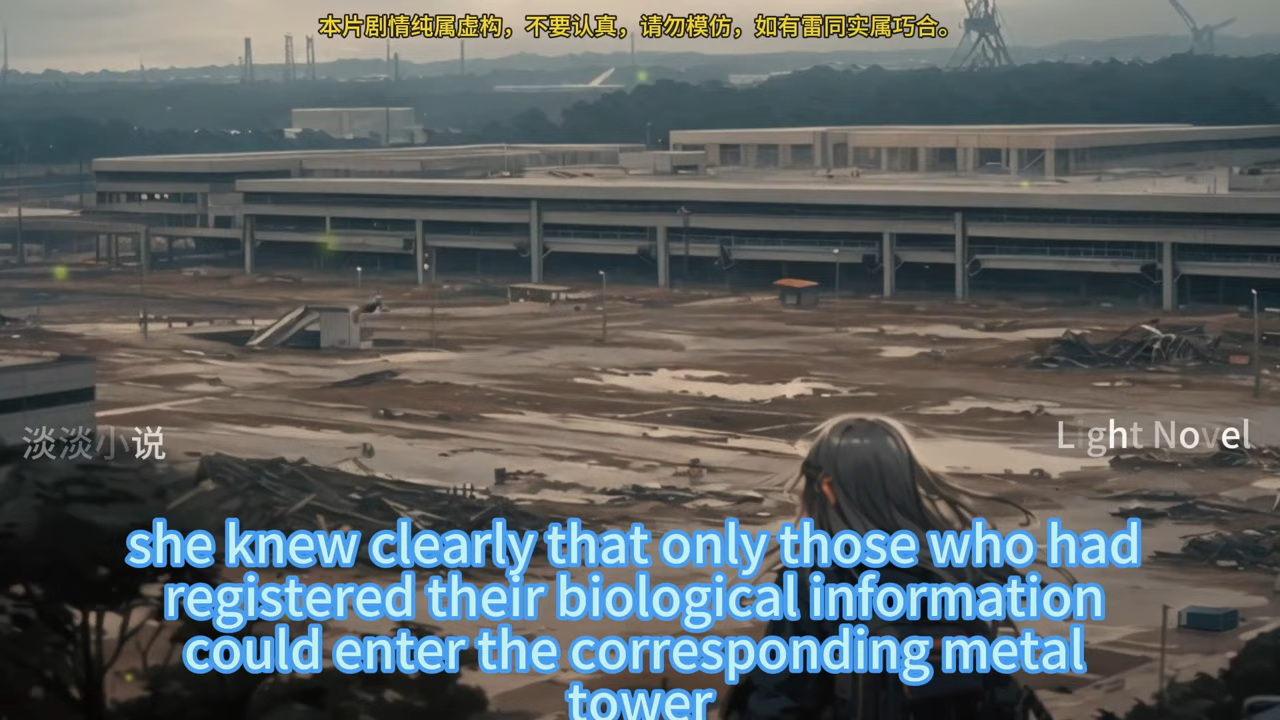 本片剧情纯属虚构，不要认真，请勿模仿，如有雷同实属巧合。
淡淡小说
Light Novel
she knew clearly that only those who had
registered their biological information
could enter the corresponding metal
tower